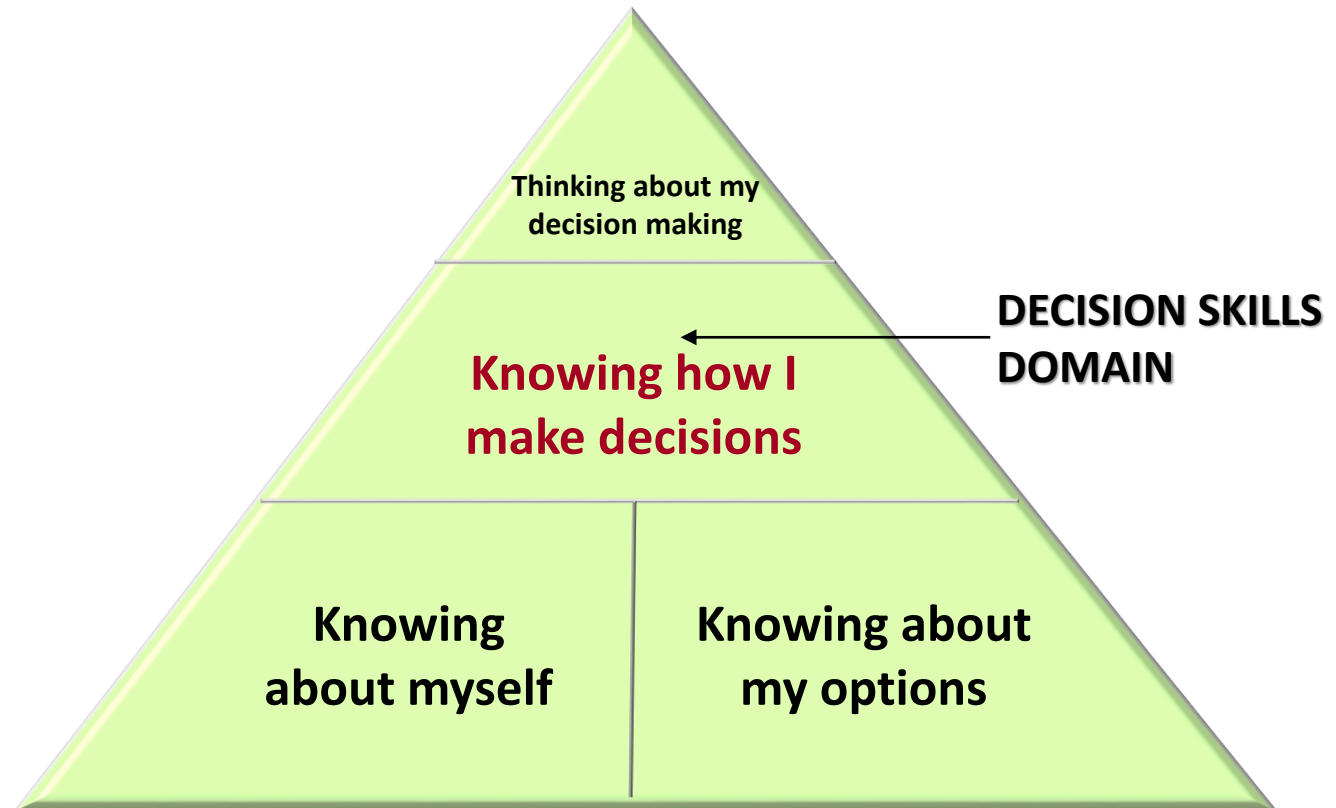 Thinking about my
decision making
DECISION SKILLS
DOMAIN
Knowing how I
make decisions
Knowing
about myself
Knowing about
my options